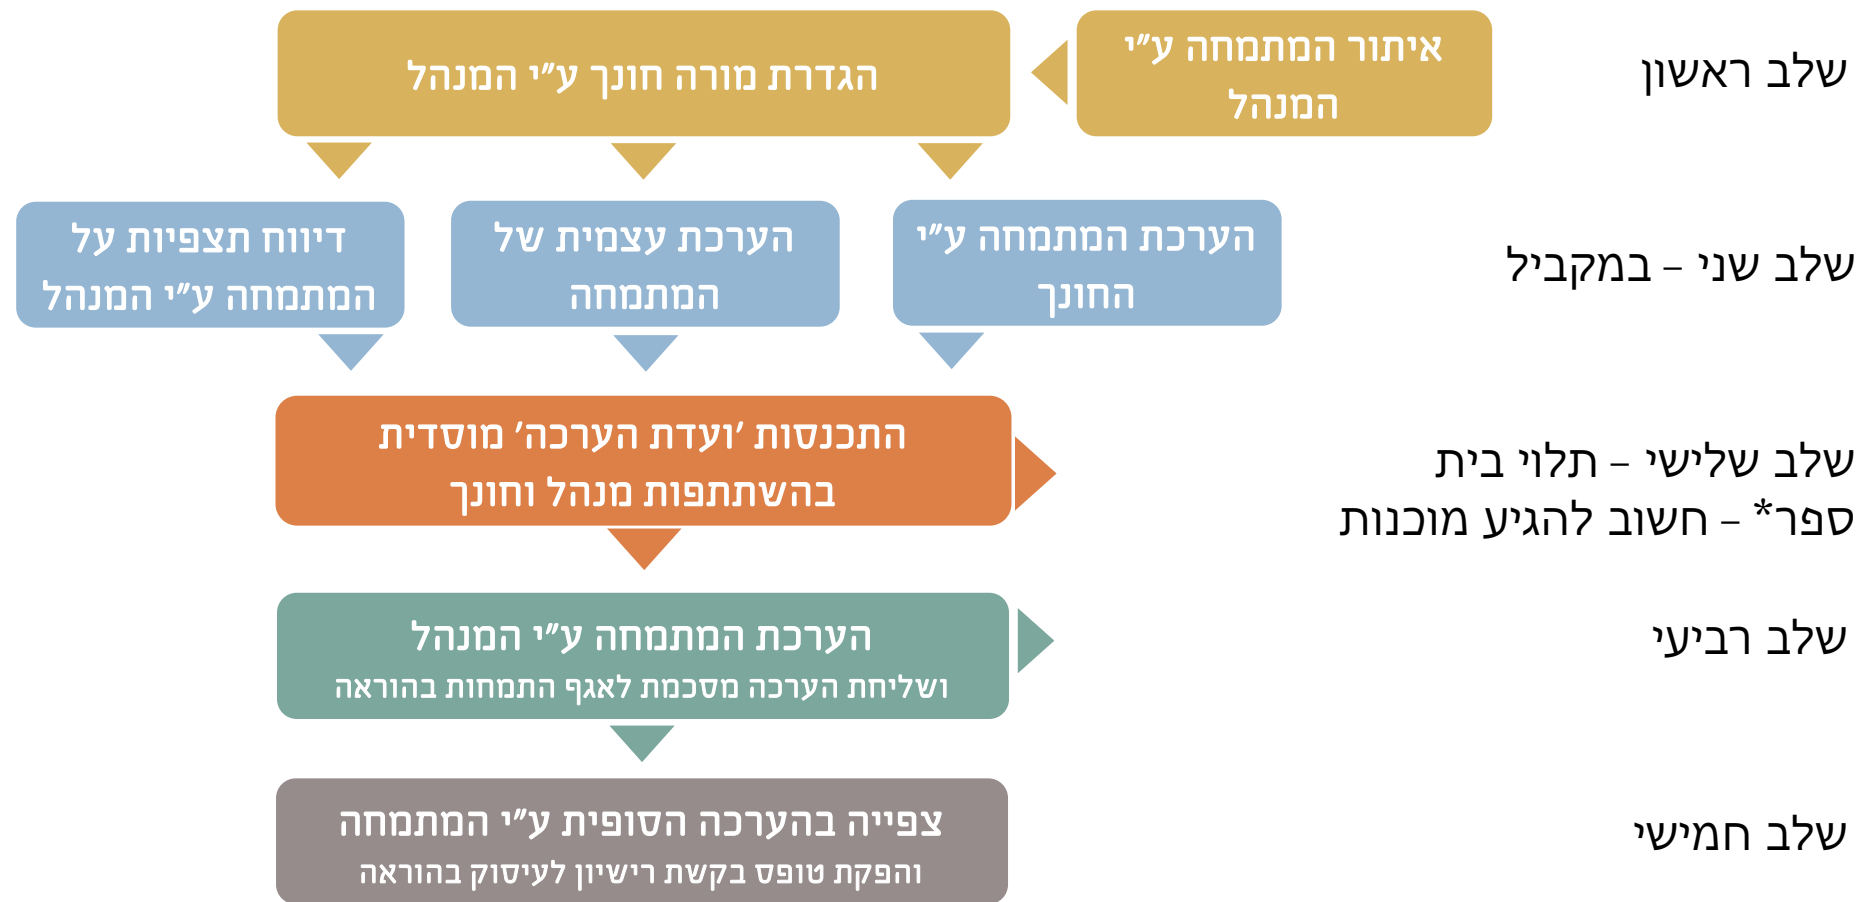 שלב ראשון
איתור המתמחה ע״י
המנהל
הגדרת מורה חונך ע״י המנהל
שלב שני – במקביל
הערכת המתמחה ע״י
החונך
הערכת עצמית של
המתמחה
דיווח תצפיות על
המתמחה ע״י המנהל
שלב שלישי – תלוי בית
ספר* – חשוב להגיע מוכנות
התכנסות ׳ועדת הערכה׳ מוסדית
בהשתתפות מנהל וחונך
שלב רביעי
הערכת המתמחה ע״י המנהל
ושליחת הערכה מסכמת לאגף התמחות בהוראה
שלב חמישי
צפייה בהערכה הסופית ע״י המתמחה
והפקת טופס בקשת רישיון לעיסוק בהוראה